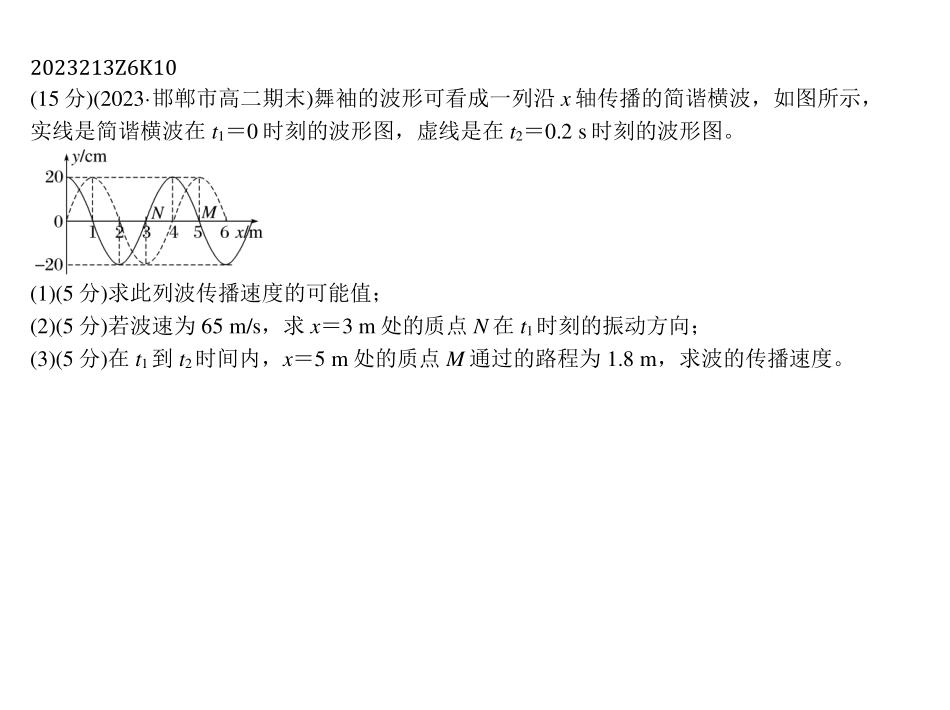 2023213Z6K10
(15 分)(2023·邯郸市高二期末)舞袖的波形可看成一列沿 x 轴传播的简谐横波，如图所示，
实线是简谐横波在 t₁＝0 时刻的波形图，虚线是在 t₂＝0.2 s 时刻的波形图。
y/cm
20
0
N M
1 2 3 4 5 6 x/m
−20
(1)(5 分)求此列波传播速度的可能值；
(2)(5 分)若波速为 65 m/s，求 x＝3 m 处的质点 N 在 t₁ 时刻的振动方向；
(3)(5 分)在 t₁ 到 t₂ 时间内，x＝5 m 处的质点 M 通过的路程为 1.8 m，求波的传播速度。